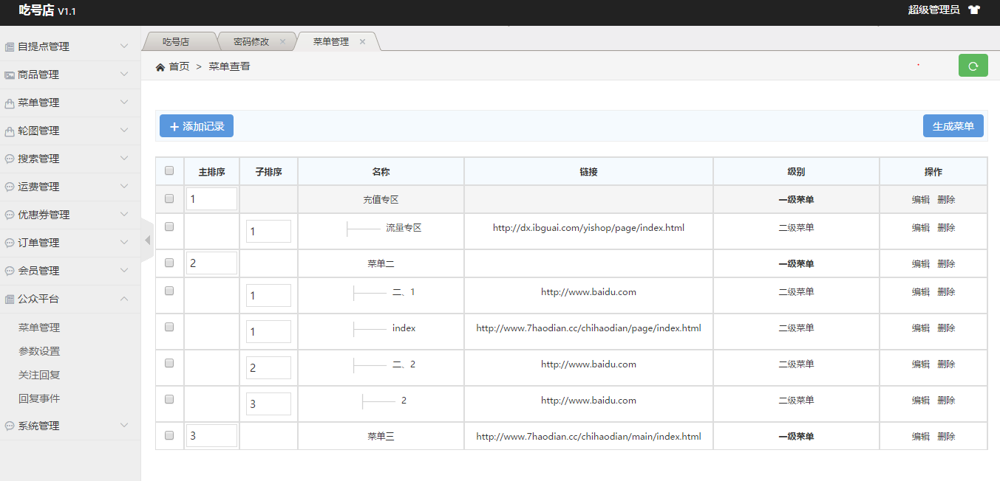 吃号店 V1.1
超级管理员
自提点管理
商品管理
菜单管理
轮图管理
搜索管理
运费管理
优惠券管理
订单管理
会员管理
公众平台
菜单管理
参数设置
关注回复
回复事件
系统管理
吃号店 密码修改 × 菜单管理 ×
首页 > 菜单查看
+ 添加记录 生成菜单
主排序 子排序 名称 链接 级别 操作
1 充值专区 一级菜单 编辑 删除
1 流量专区 http://dx.ibguai.com/yishop/page/index.html 二级菜单 编辑 删除
2 菜单二 一级菜单 编辑 删除
1 二、1 http://www.baidu.com 二级菜单 编辑 删除
1 index http://www.7haodian.cc/chihaodian/page/index.html 二级菜单 编辑 删除
2 二、2 http://www.baidu.com 二级菜单 编辑 删除
3 2 http://www.baidu.com 二级菜单 编辑 删除
3 菜单三 http://www.7haodian.cc/chihaodian/main/index.html 一级菜单 编辑 删除